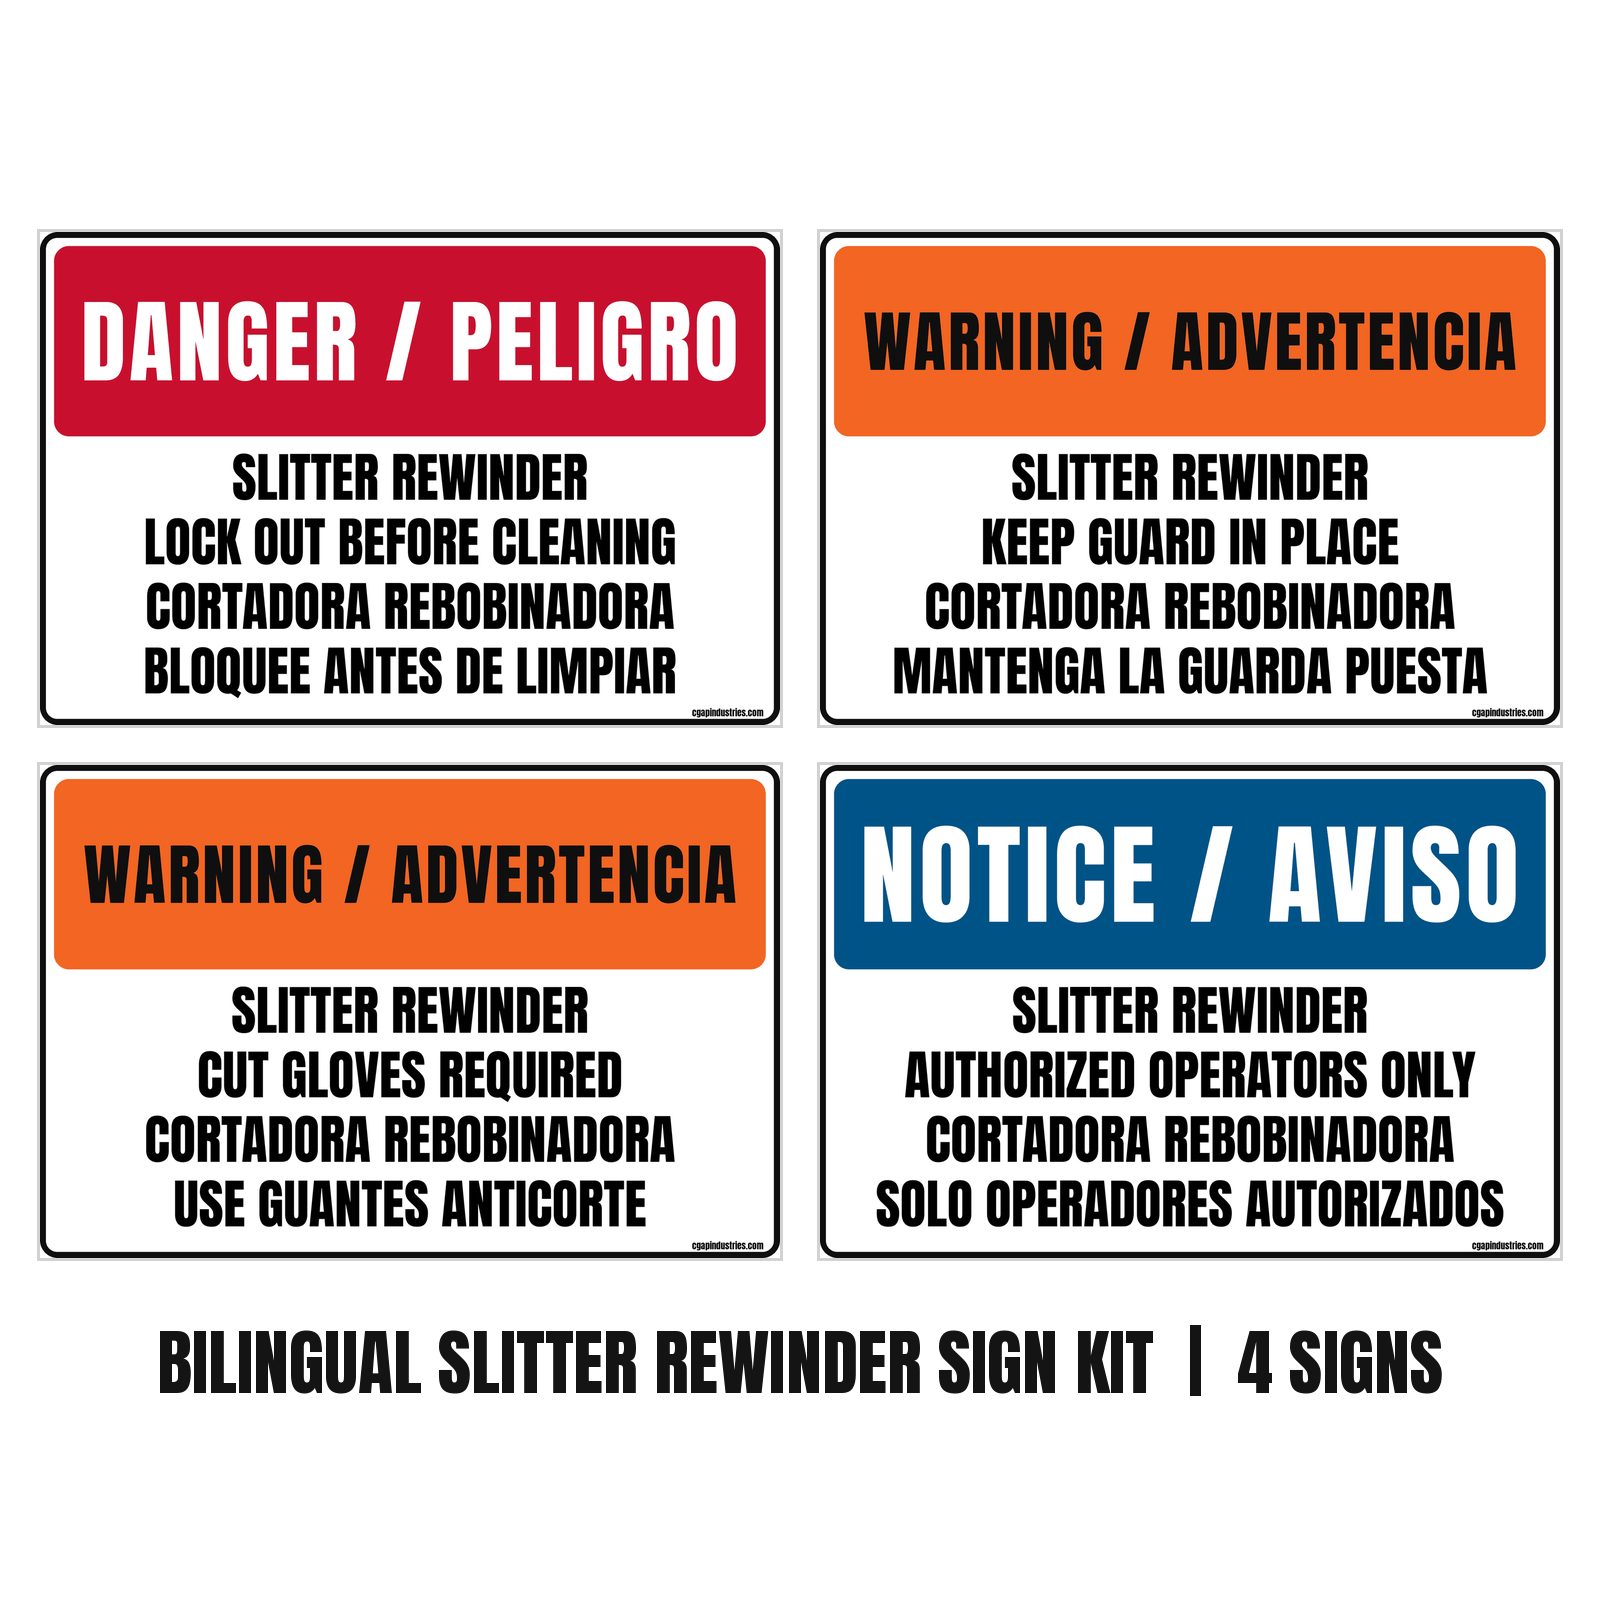 DANGER / PELIGRO
SLITTER REWINDER
LOCK OUT BEFORE CLEANING
CORTADORA REBOBINADORA
BLOQUEE ANTES DE LIMPIAR
cgapindustries.com
WARNING / ADVERTENCIA
SLITTER REWINDER
KEEP GUARD IN PLACE
CORTADORA REBOBINADORA
MANTENGA LA GUARDA PUESTA
cgapindustries.com
WARNING / ADVERTENCIA
SLITTER REWINDER
CUT GLOVES REQUIRED
CORTADORA REBOBINADORA
USE GUANTES ANTICORTE
cgapindustries.com
NOTICE / AVISO
SLITTER REWINDER
AUTHORIZED OPERATORS ONLY
CORTADORA REBOBINADORA
SOLO OPERADORES AUTORIZADOS
cgapindustries.com
BILINGUAL SLITTER REWINDER SIGN KIT | 4 SIGNS